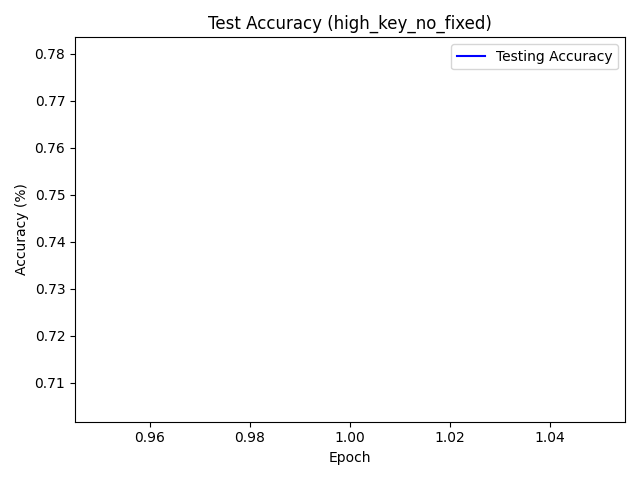 Test Accuracy (high_key_no_fixed)
Testing Accuracy
Accuracy (%)
0.78
0.77
0.76
0.75
0.74
0.73
0.72
0.71
0.96 0.98 1.00 1.02 1.04
Epoch